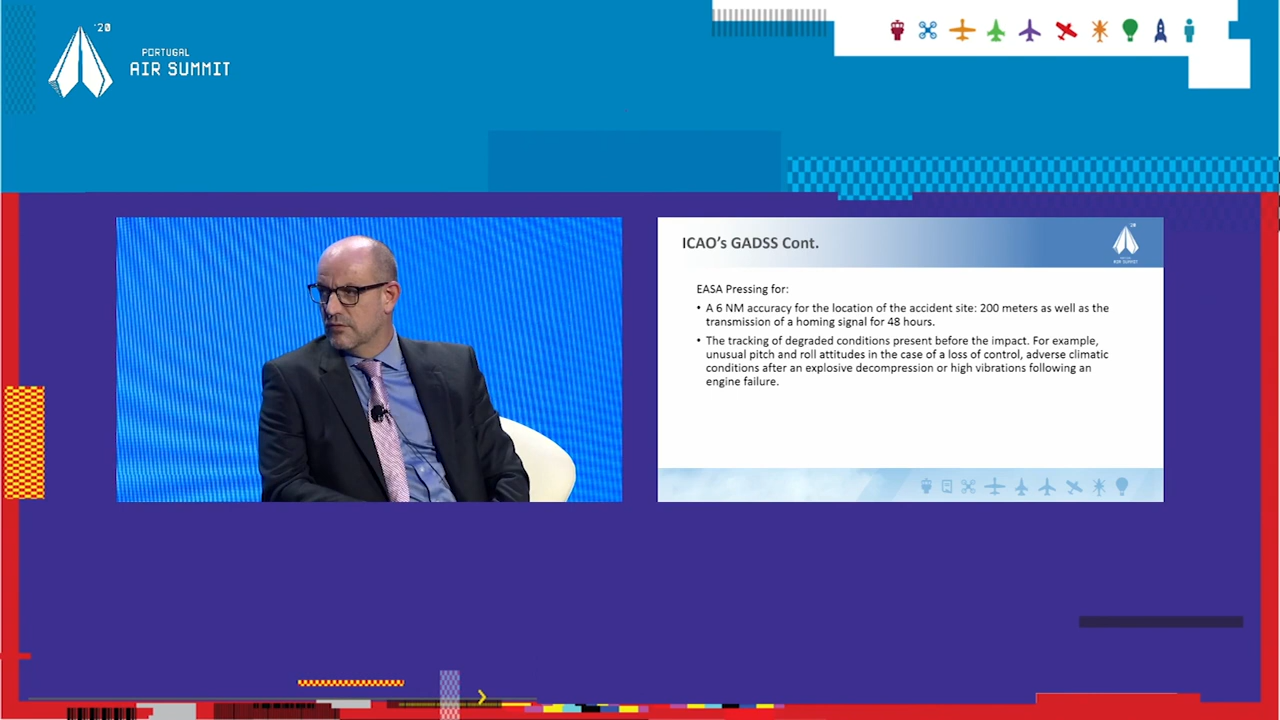 '20
PORTUGAL
AIR SUMMIT
ICAO's GADSS Cont.
EASA Pressing for:
• A 6 NM accuracy for the location of the accident site: 200 meters as well as the
transmission of a homing signal for 48 hours.
• The tracking of degraded conditions present before the impact. For example,
unusual pitch and roll attitudes in the case of a loss of control, adverse climatic
conditions after an explosive decompression or high vibrations following an
engine failure.
AIR SUMMIT